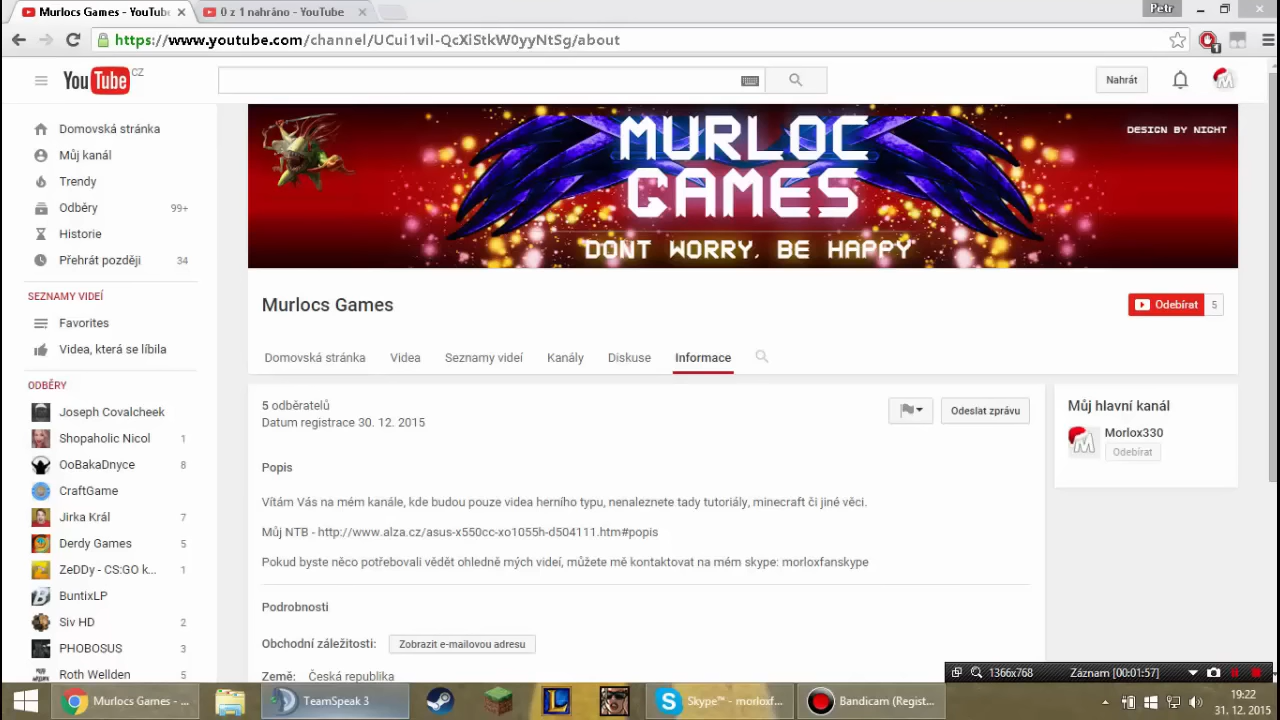 Murlocs Games - YouTube
0 z 1 nahráno - YouTube
Petr
https://www.youtube.com/channel/UCui1vil-QcXiStkW0yyNtSg/about
1
YouTube CZ
Nahrát
Domovská stránka
Můj kanál
Trendy
Odběry 99+
Historie
Přehrát později 34
SEZNAMY VIDEÍ
Favorites
Videa, která se líbila
ODBĚRY
Joseph Covalcheek
Shopaholic Nicol 1
OoBakaDnyce 8
CraftGame
Jirka Král 7
Derdy Games 5
ZeDDy - CS:GO k... 1
BuntixLP
Siv HD 2
PHOBOSUS 3
Roth Wellden 5
MURLOC
GAMES
DONT WORRY, BE HAPPY
DESIGN BY NIGHT
Murlocs Games
Odebírat 5
Domovská stránka Videa Seznamy videí Kanály Diskuse Informace
5 odběratelů
Datum registrace 30. 12. 2015
Odeslat zprávu
Popis
Vítám Vás na mém kanále, kde budou pouze videa herního typu, nenaleznete tady tutoriály, minecraft či jiné věci.
Můj NTB - http://www.alza.cz/asus-x550cc-xo1055h-d504111.htm#popis
Pokud byste něco potřebovali vědět ohledně mých videí, můžete mě kontaktovat na mém skype: morloxfanskype
Podrobnosti
Obchodní záležitosti: Zobrazit e-mailovou adresu
Země: Česká republika
Můj hlavní kanál
Morlox330
Odebírat
1366x768 Záznam [00:01:57]
Murlocs Games - ...
TeamSpeak 3
Skype™ - morloxf...
Bandicam (Regist...
19:22
31. 12. 2015